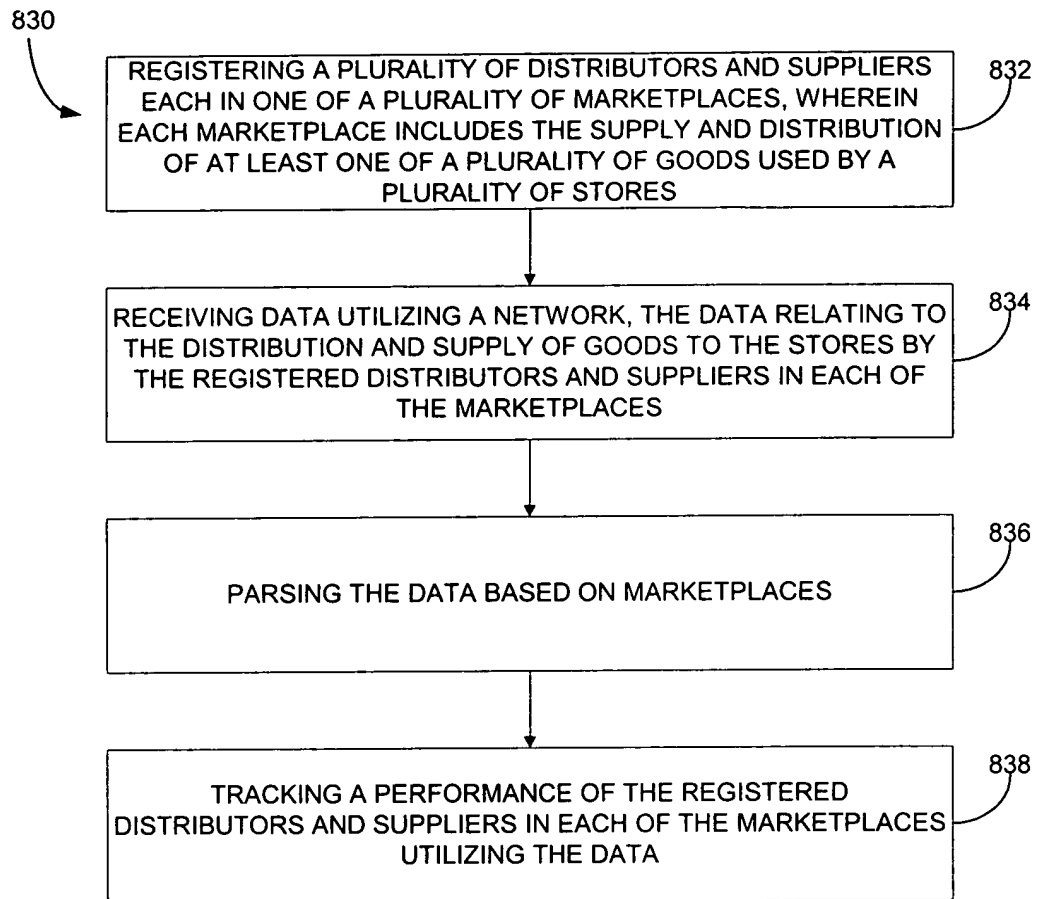 830
REGISTERING A PLURALITY OF DISTRIBUTORS AND SUPPLIERS
EACH IN ONE OF A PLURALITY OF MARKETPLACES, WHEREIN
EACH MARKETPLACE INCLUDES THE SUPPLY AND DISTRIBUTION
OF AT LEAST ONE OF A PLURALITY OF GOODS USED BY A
PLURALITY OF STORES
832
RECEIVING DATA UTILIZING A NETWORK, THE DATA RELATING TO
THE DISTRIBUTION AND SUPPLY OF GOODS TO THE STORES BY
THE REGISTERED DISTRIBUTORS AND SUPPLIERS IN EACH OF
THE MARKETPLACES
834
PARSING THE DATA BASED ON MARKETPLACES
836
TRACKING A PERFORMANCE OF THE REGISTERED
DISTRIBUTORS AND SUPPLIERS IN EACH OF THE MARKETPLACES
UTILIZING THE DATA
838